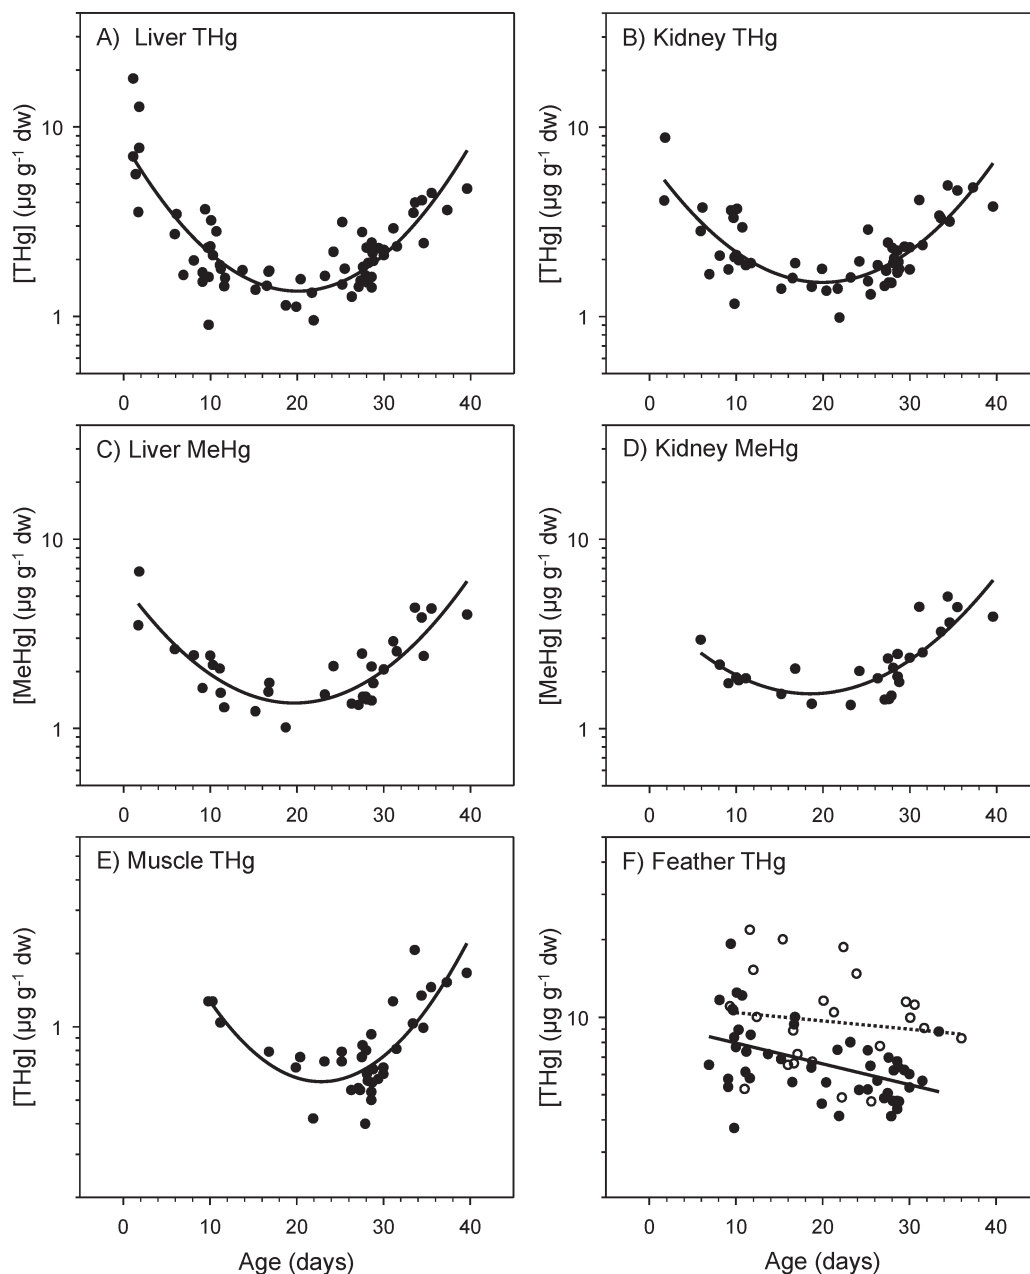 A) Liver THg
B) Kidney THg
[THg] (µg g⁻¹ dw)
10
1
0 10 20 30 40
[THg] (µg g⁻¹ dw)
10
1
0 10 20 30 40
C) Liver MeHg
D) Kidney MeHg
[MeHg] (µg g⁻¹ dw)
10
1
0 10 20 30 40
[MeHg] (µg g⁻¹ dw)
10
1
0 10 20 30 40
E) Muscle THg
F) Feather THg
[THg] (µg g⁻¹ dw)
1
0 10 20 30 40
Age (days)
[THg] (µg g⁻¹ dw)
10
0 10 20 30 40
Age (days)